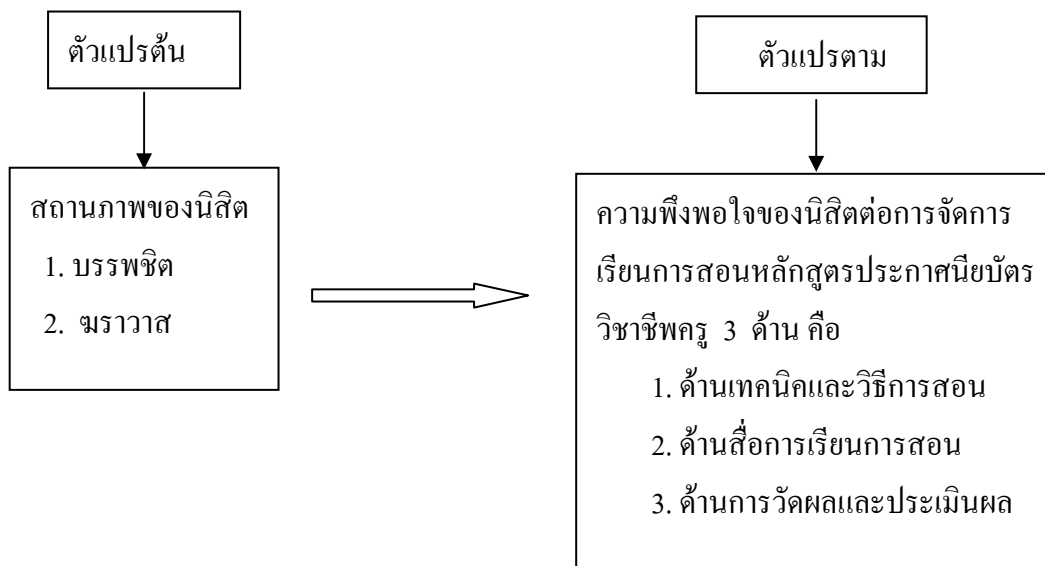 ตัวแปรต้น
สถานภาพของนิสิต
1. บรรพชิต
2. ฆราวาส
ตัวแปรตาม
ความพึงพอใจของนิสิตต่อการจัดการ
เรียนการสอนหลักสูตรประกาศนียบัตร
วิชาชีพครู 3 ด้าน คือ
1. ด้านเทคนิคและวิธีการสอน
2. ด้านสื่อการเรียนการสอน
3. ด้านการวัดผลและประเมินผล